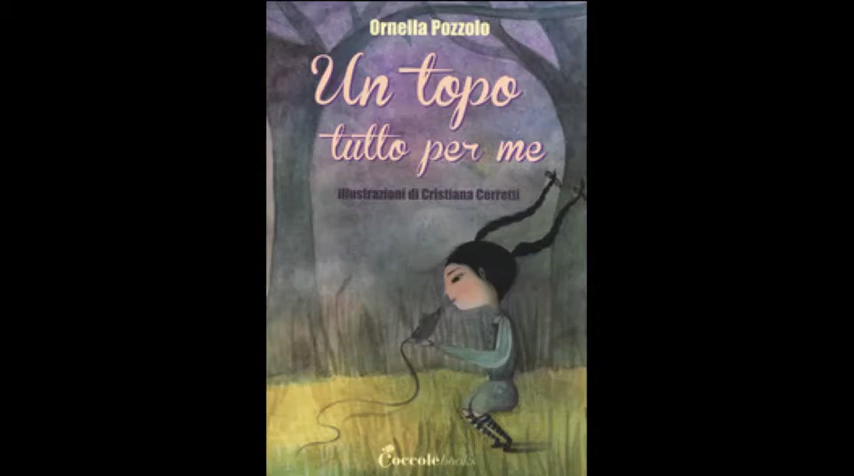 Ornella Pozzolo
Un topo
tutto per me
illustrazioni di Cristiana Cerretti
Coccole books